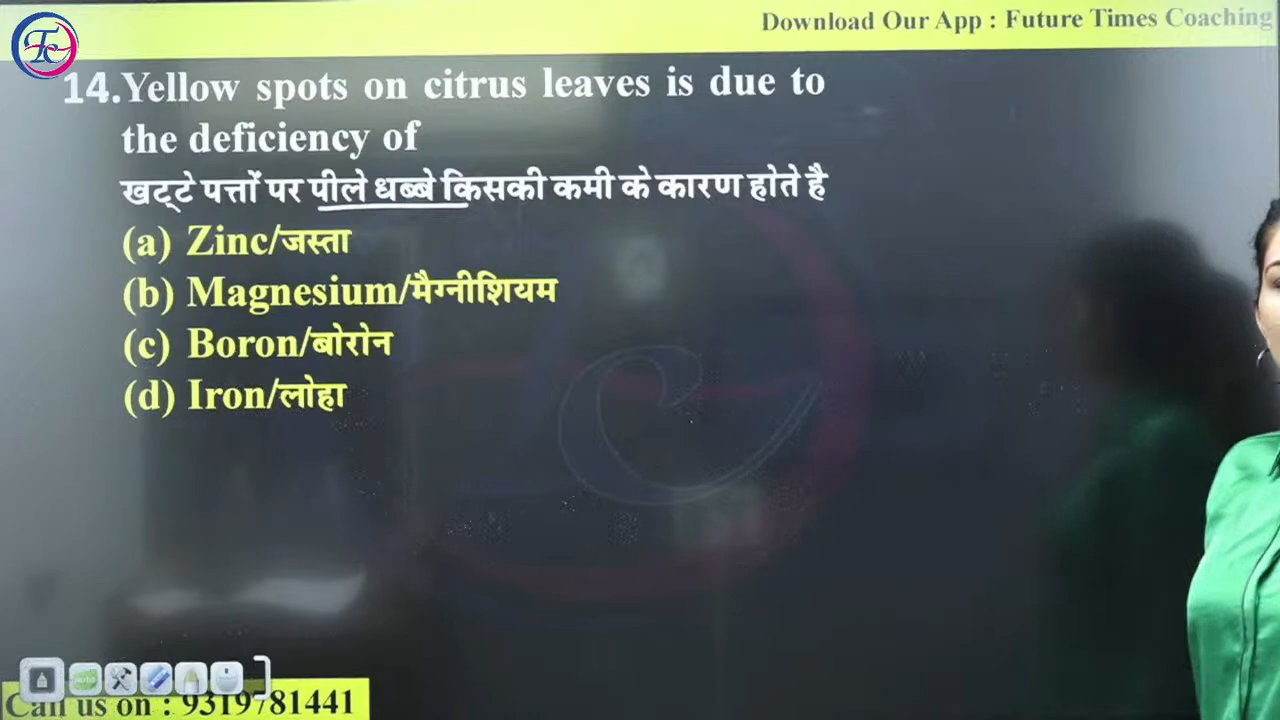 Download Our App : Future Times Coaching
14.Yellow spots on citrus leaves is due to
the deficiency of
खट्टे पत्तों पर पीले धब्बे किसकी कमी के कारण होते है
(a) Zinc/जस्ता
(b) Magnesium/मैग्नीशियम
(c) Boron/बोरोन
(d) Iron/लोहा
Call us on : 9319781441